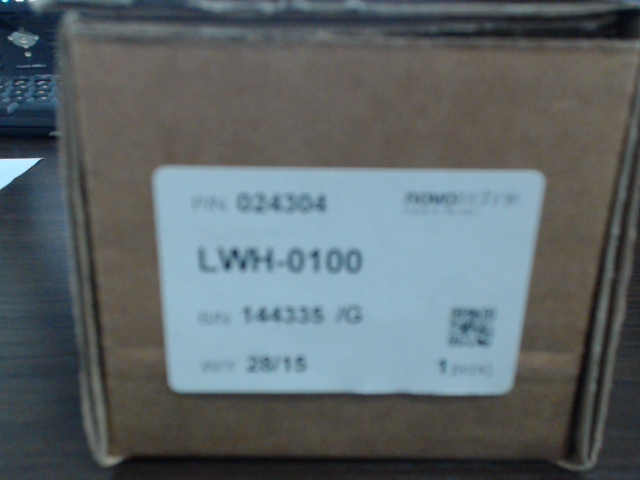 P/N: 024304
novotechnik
LWH-0100
S/N: 144335 /G
W/Y: 28/15
1 pc(s)